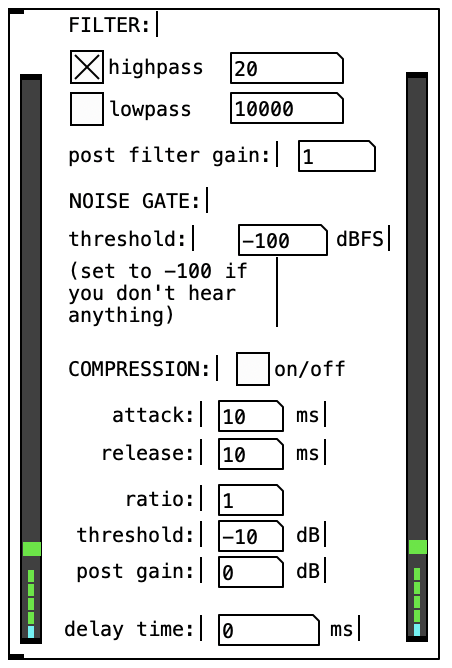 FILTER:
highpass 20
lowpass 10000
post filter gain: 1
NOISE GATE:
threshold: -100 dBFS
(set to -100 if
you don't hear
anything)
COMPRESSION: on/off
attack: 10 ms
release: 10 ms
ratio: 1
threshold: -10 dB
post gain: 0 dB
delay time: 0 ms